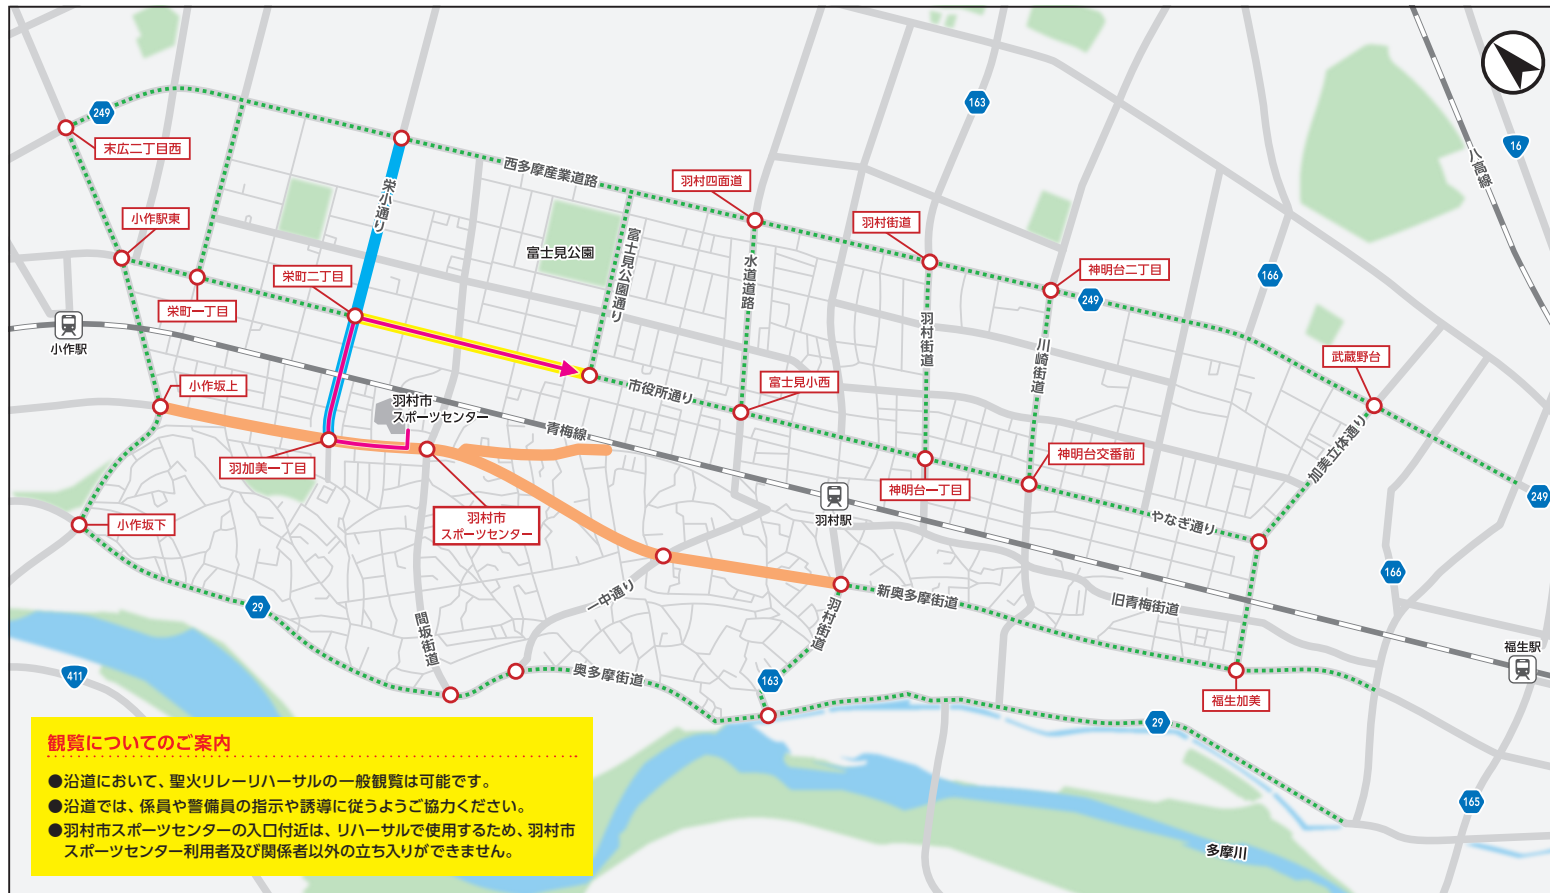 249
末広二丁目西
小作駅東
栄町一丁目
栄町二丁目
栄小通り
西多摩産業道路
富士見公園
富士見公園通り
羽村四面道
水道道路
163
羽村街道
羽村街道
神明台二丁目
249
川崎街道
166
16
八高線
武蔵野台
加美立体通り
249
小作駅
小作坂上
羽村市
スポーツセンター
青梅線
市役所通り
富士見小西
羽加美一丁目
羽村市
スポーツセンター
小作坂下
羽村駅
神明台一丁目
神明台交番前
やなぎ通り
166
29
間坂街道
一中通り
羽村街道
新奥多摩街道
旧青梅街道
福生駅
411
奥多摩街道
163
福生加美
29
165
多摩川
観覧についてのご案内
●沿道において、聖火リレーリハーサルの一般観覧は可能です。
●沿道では、係員や警備員の指示や誘導に従うようご協力ください。
●羽村市スポーツセンターの入口付近は、リハーサルで使用するため、羽村市
スポーツセンター利用者及び関係者以外の立ち入りができません。